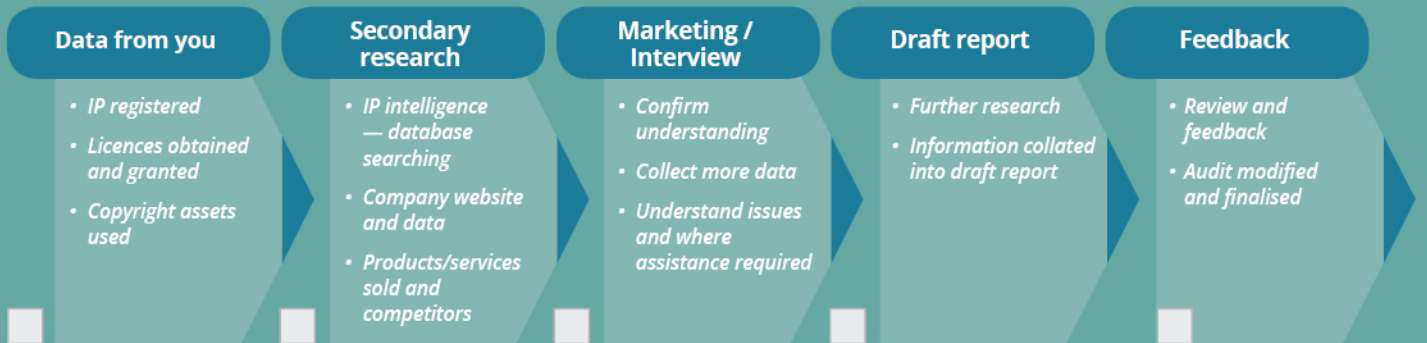 Data from you
• IP registered
• Licences obtained
and granted
• Copyright assets
used
Secondary
research
• IP intelligence
— database
searching
• Company website
and data
• Products/services
sold and
competitors
Marketing /
Interview
• Confirm
understanding
• Collect more data
• Understand issues
and where
assistance required
Draft report
• Further research
• Information collated
into draft report
Feedback
• Review and
feedback
• Audit modified
and finalised